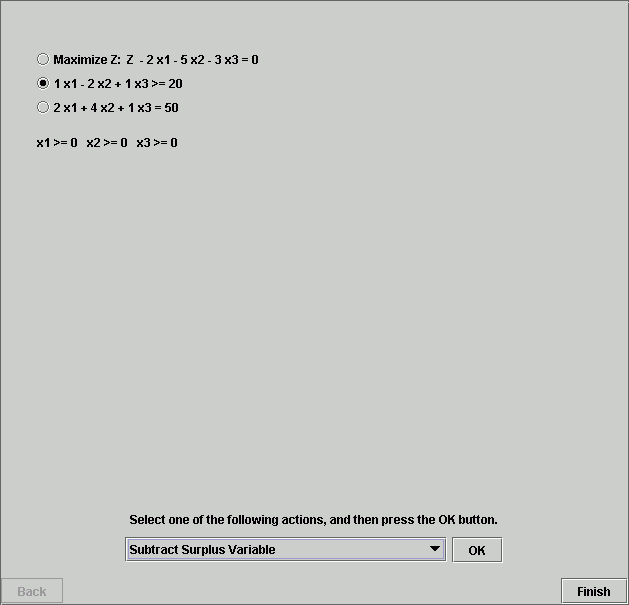 Maximize Z: Z - 2 x1 - 5 x2 - 3 x3 = 0
1 x1 - 2 x2 + 1 x3 >= 20
2 x1 + 4 x2 + 1 x3 = 50
x1 >= 0 x2 >= 0 x3 >= 0
Select one of the following actions, and then press the OK button.
Subtract Surplus Variable OK
Back Finish